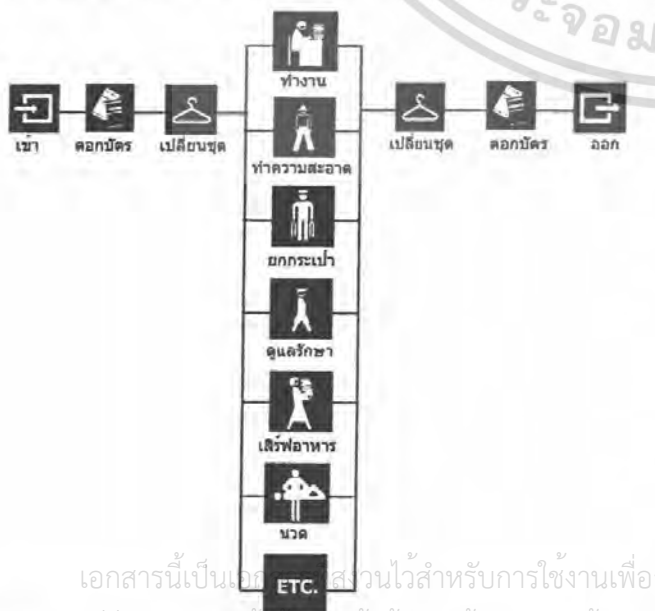 ระจอม
ทำงาน
เข้า ตอกบัตร เปลี่ยนชุด
เปลี่ยนชุด ตอกบัตร ออก
ทำความสะอาด
ยกกระเป๋า
ดูแลรักษา
เสิร์ฟอาหาร
นวด
ETC.
เอกสารนี้เป็นเอก สงวนไว้สำหรับการใช้งานเพื่อ